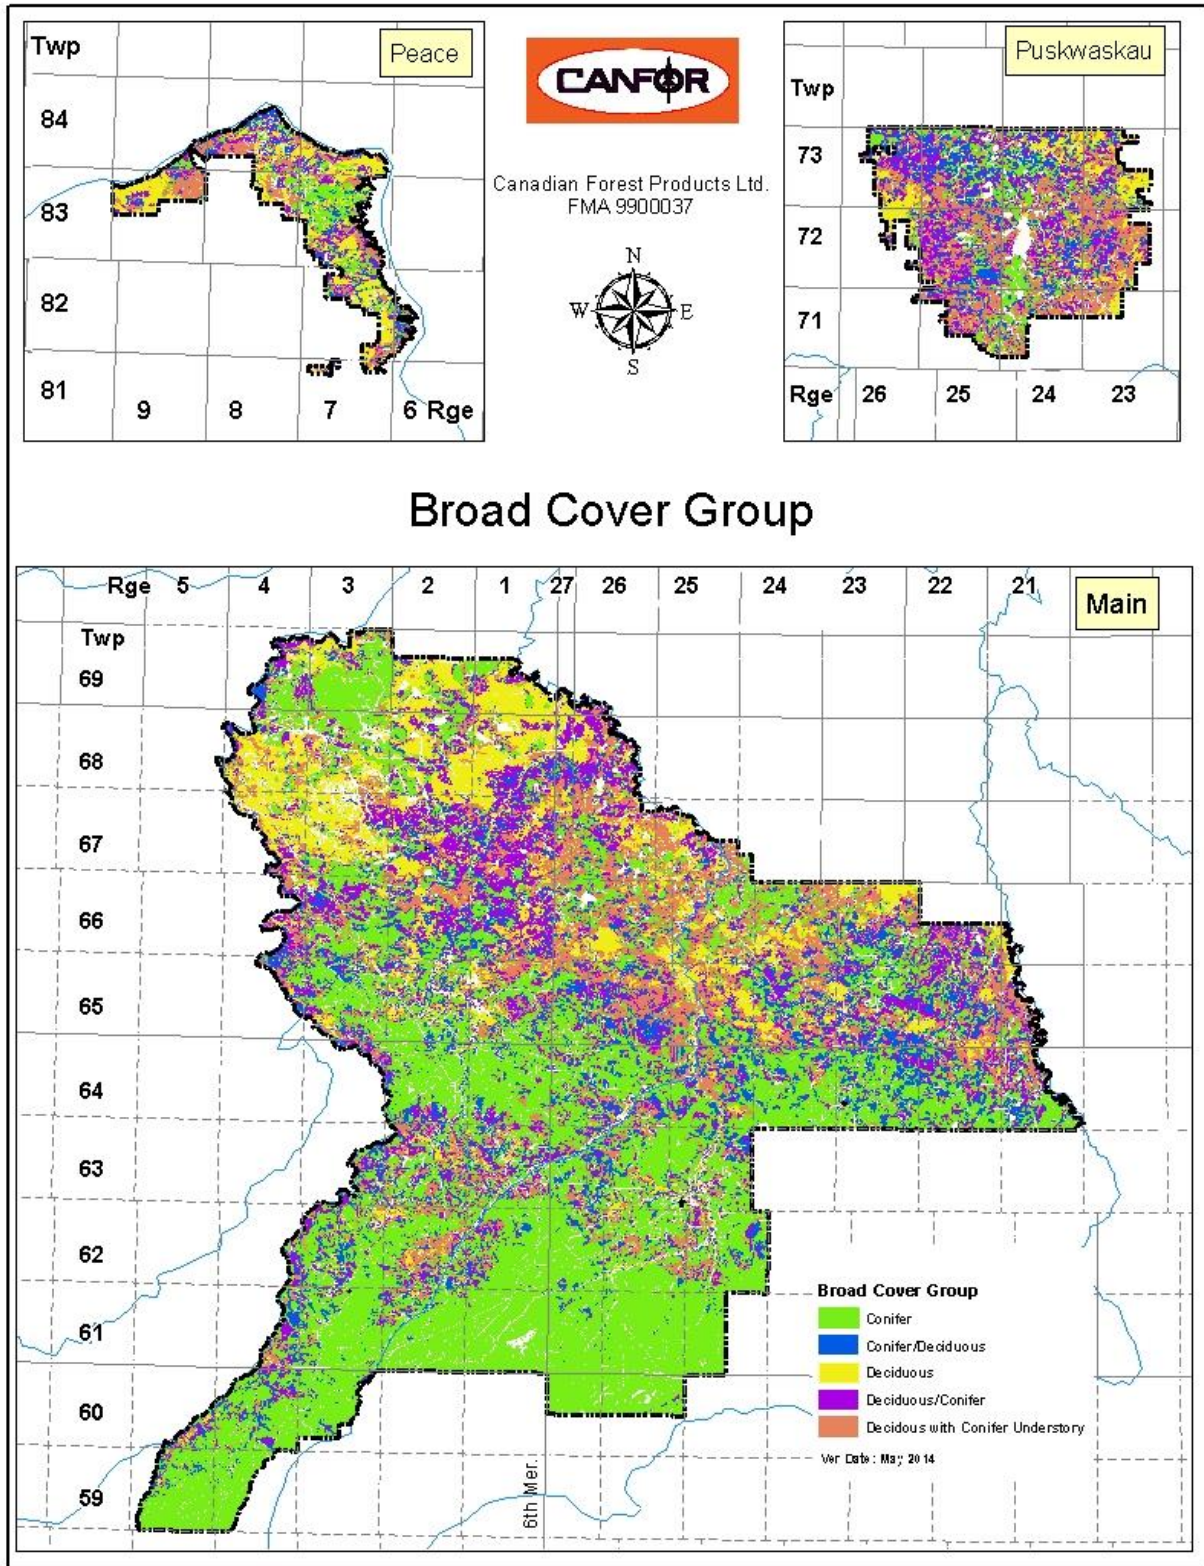 Twp
Peace
84
83
82
81
9 8 7 6 Rge
CANFOR
Canadian Forest Products Ltd.
FMA 9900037
N
W E
S
Puskwaskau
Twp
73
72
71
Rge 26 25 24 23
Broad Cover Group
Rge 5 4 3 2 1 27 26 25 24 23 22 21
Main
Twp
69
68
67
66
65
64
63
62
61
60
59
6th Mer.
Broad Cover Group
Conifer
Conifer/Deciduous
Deciduous
Deciduous/Conifer
Decidous with Conifer Understory
Ver Date : May 2014